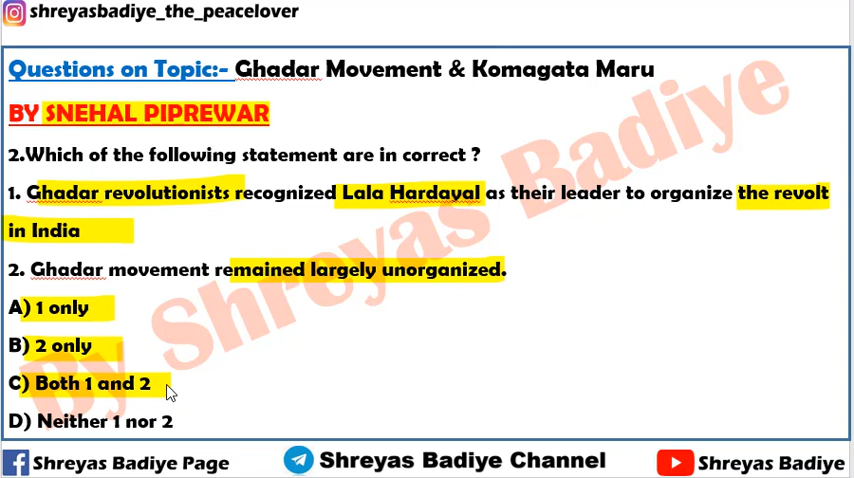 shreyasbadiye_the_peacelover
Questions on Topic:- Ghadar Movement & Komagata Maru
BY SNEHAL PIPREWAR
2.Which of the following statement are in correct ?
1. Ghadar revolutionists recognized Lala Hardayal as their leader to organize the revolt
in India
2. Ghadar movement remained largely unorganized.
A) 1 only
B) 2 only
C) Both 1 and 2
D) Neither 1 nor 2
By Shreyas Badiye
Shreyas Badiye Page
Shreyas Badiye Channel
Shreyas Badiye